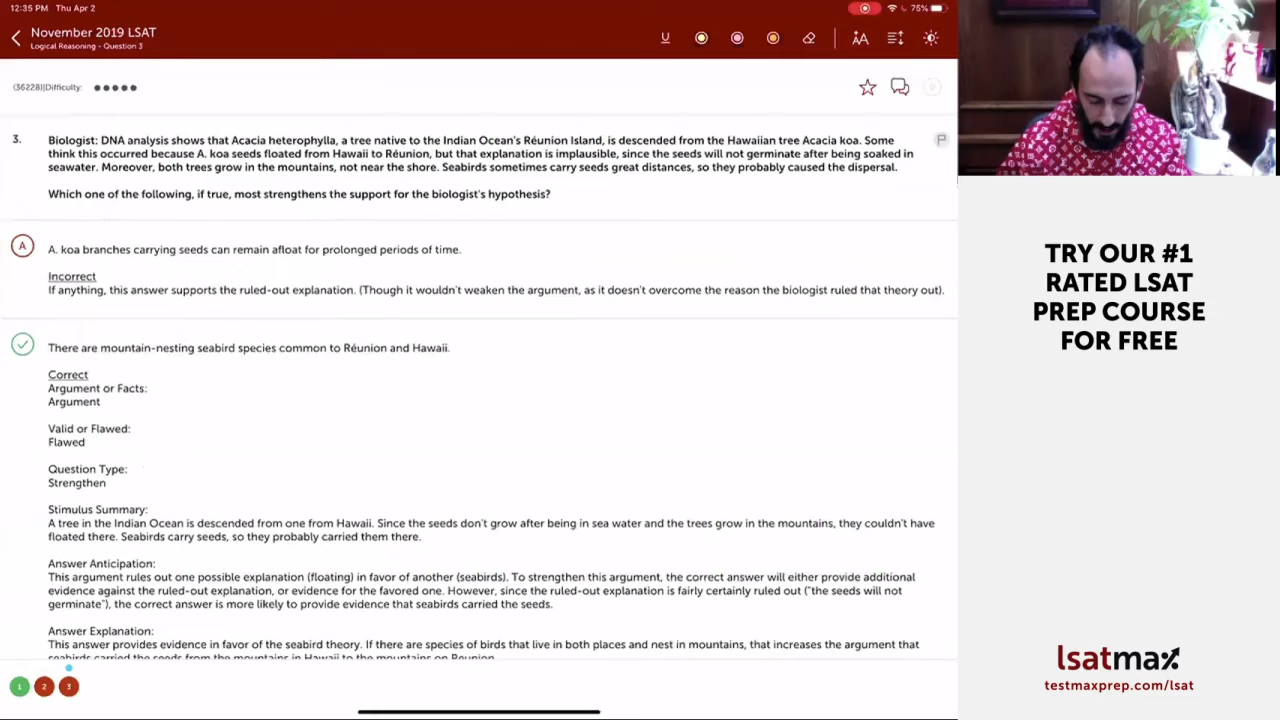 12:35 PM Thu Apr 2
75%
November 2019 LSAT
Logical Reasoning - Question 3
U
AA
(36228)|Difficulty:
3.
Biologist: DNA analysis shows that Acacia heterophylla, a tree native to the Indian Ocean's Réunion Island, is descended from the Hawaiian tree Acacia koa. Some
think this occurred because A. koa seeds floated from Hawaii to Réunion, but that explanation is implausible, since the seeds will not germinate after being soaked in
seawater. Moreover, both trees grow in the mountains, not near the shore. Seabirds sometimes carry seeds great distances, so they probably caused the dispersal.
Which one of the following, if true, most strengthens the support for the biologist's hypothesis?
A
A. koa branches carrying seeds can remain afloat for prolonged periods of time.
Incorrect
If anything, this answer supports the ruled-out explanation. (Though it wouldn't weaken the argument, as it doesn't overcome the reason the biologist ruled that theory out).
There are mountain-nesting seabird species common to Réunion and Hawaii.
Correct
Argument or Facts:
Argument
Valid or Flawed:
Flawed
Question Type:
Strengthen
Stimulus Summary:
A tree in the Indian Ocean is descended from one from Hawaii. Since the seeds don't grow after being in sea water and the trees grow in the mountains, they couldn't have
floated there. Seabirds carry seeds, so they probably carried them there.
Answer Anticipation:
This argument rules out one possible explanation (floating) in favor of another (seabirds). To strengthen this argument, the correct answer will either provide additional
evidence against the ruled-out explanation, or evidence for the favored one. However, since the ruled-out explanation is fairly certainly ruled out ("the seeds will not
germinate"), the correct answer is more likely to provide evidence that seabirds carried the seeds.
Answer Explanation:
This answer provides evidence in favor of the seabird theory. If there are species of birds that live in both places and nest in mountains, that increases the argument that
seabirds carried the seeds from the mountains in Hawaii to the mountains on Reunion.
1 2 3
TRY OUR #1
RATED LSAT
PREP COURSE
FOR FREE
lsatmax
testmaxprep.com/lsat